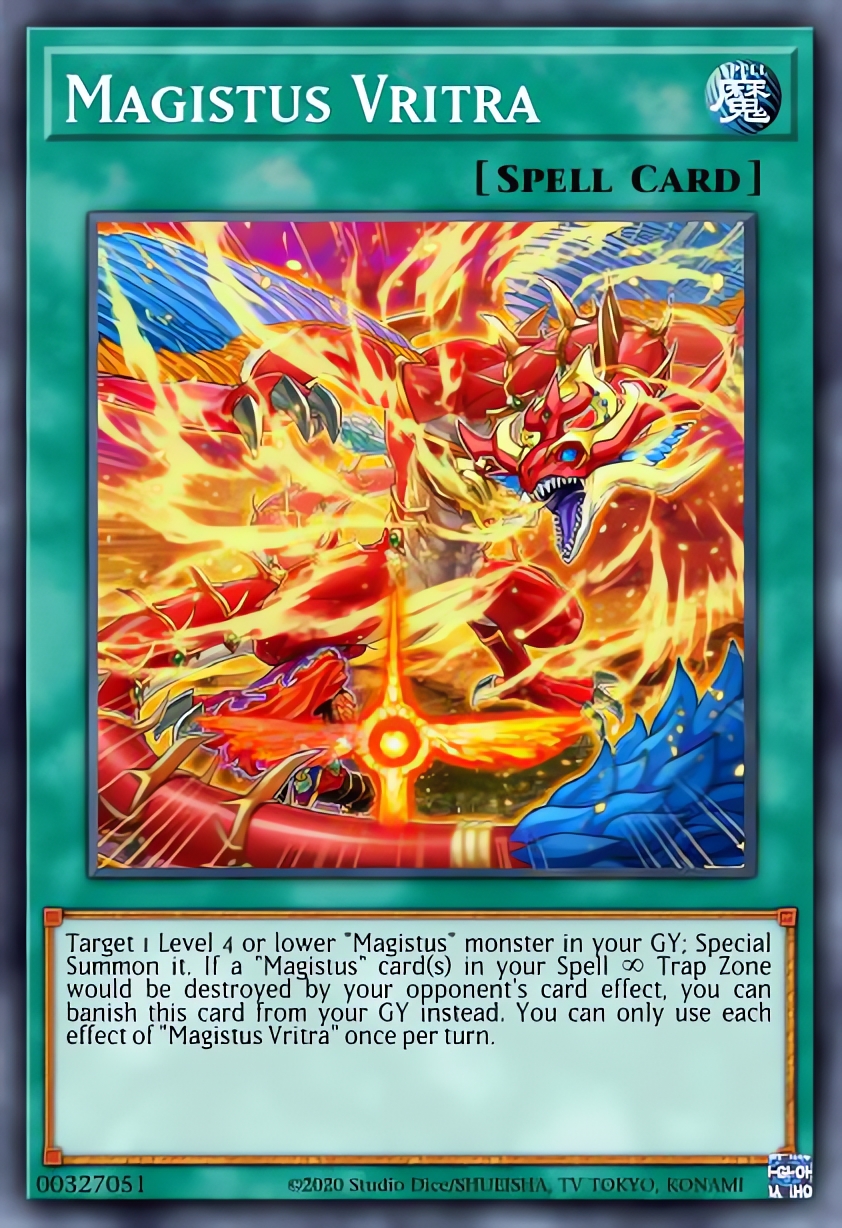 Magistus Vritra
魔
[Spell Card]
Target 1 Level 4 or lower "Magistus" monster in your GY; Special
Summon it. If a "Magistus" card(s) in your Spell ∞ Trap Zone
would be destroyed by your opponent's card effect, you can
banish this card from your GY instead. You can only use each
effect of "Magistus Vritra" once per turn.
00327051
©2020 Studio Dice/SHUEISHA, TV TOKYO, KONAMI